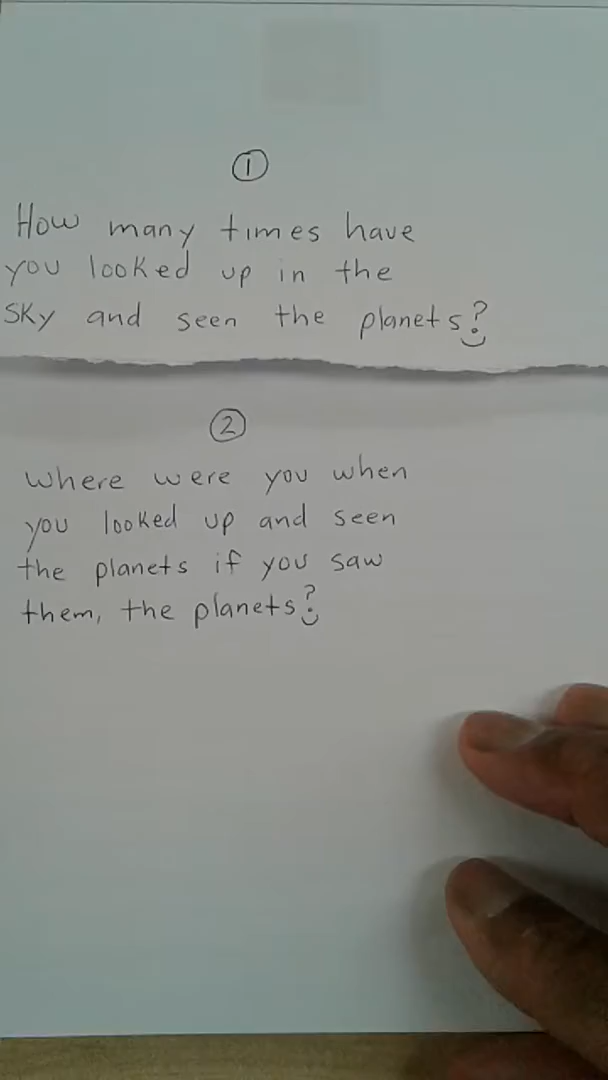 ①
How many times have
you looked up in the
sky and seen the planets?
②
where were you when
you looked up and seen
the planets if you saw
them, the planets?